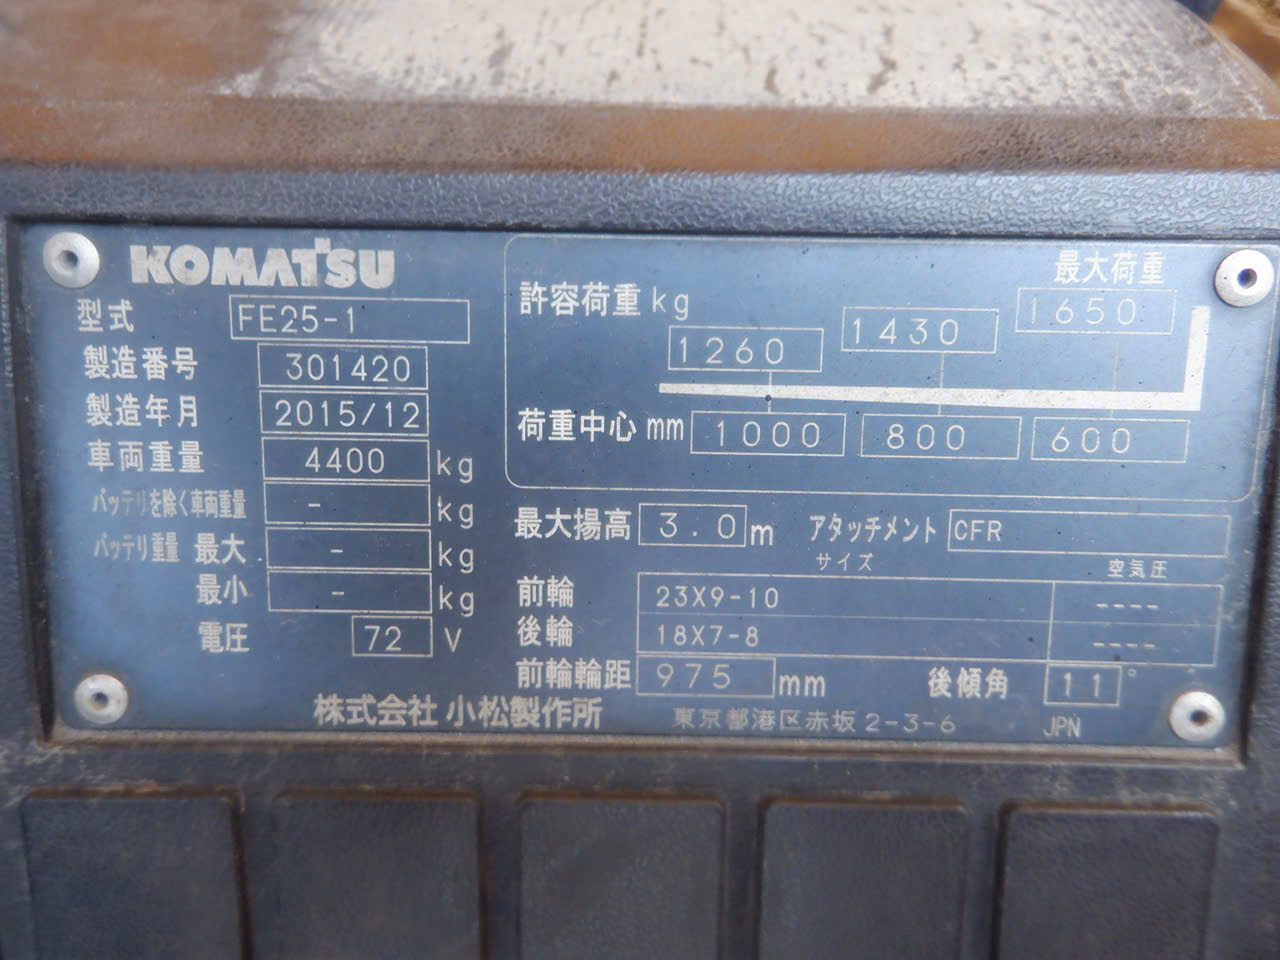 KOMATSU
型式 FE25-1
製造番号 301420
製造年月 2015/12
車両重量 4400 kg
バッテリを除く車両重量 - kg
バッテリ重量 最大 - kg
最小 - kg
電圧 72 V
最大荷重
許容荷重 kg 1260 1430 1650
荷重中心 mm 1000 800 600
最大揚高 3.0 m アタッチメント CFR
サイズ 空気圧
前輪 23X9-10 ----
後輪 18X7-8 ----
前輪輪距 975 mm 後傾角 11°
株式会社 小松製作所 東京都港区赤坂2-3-6 JPN